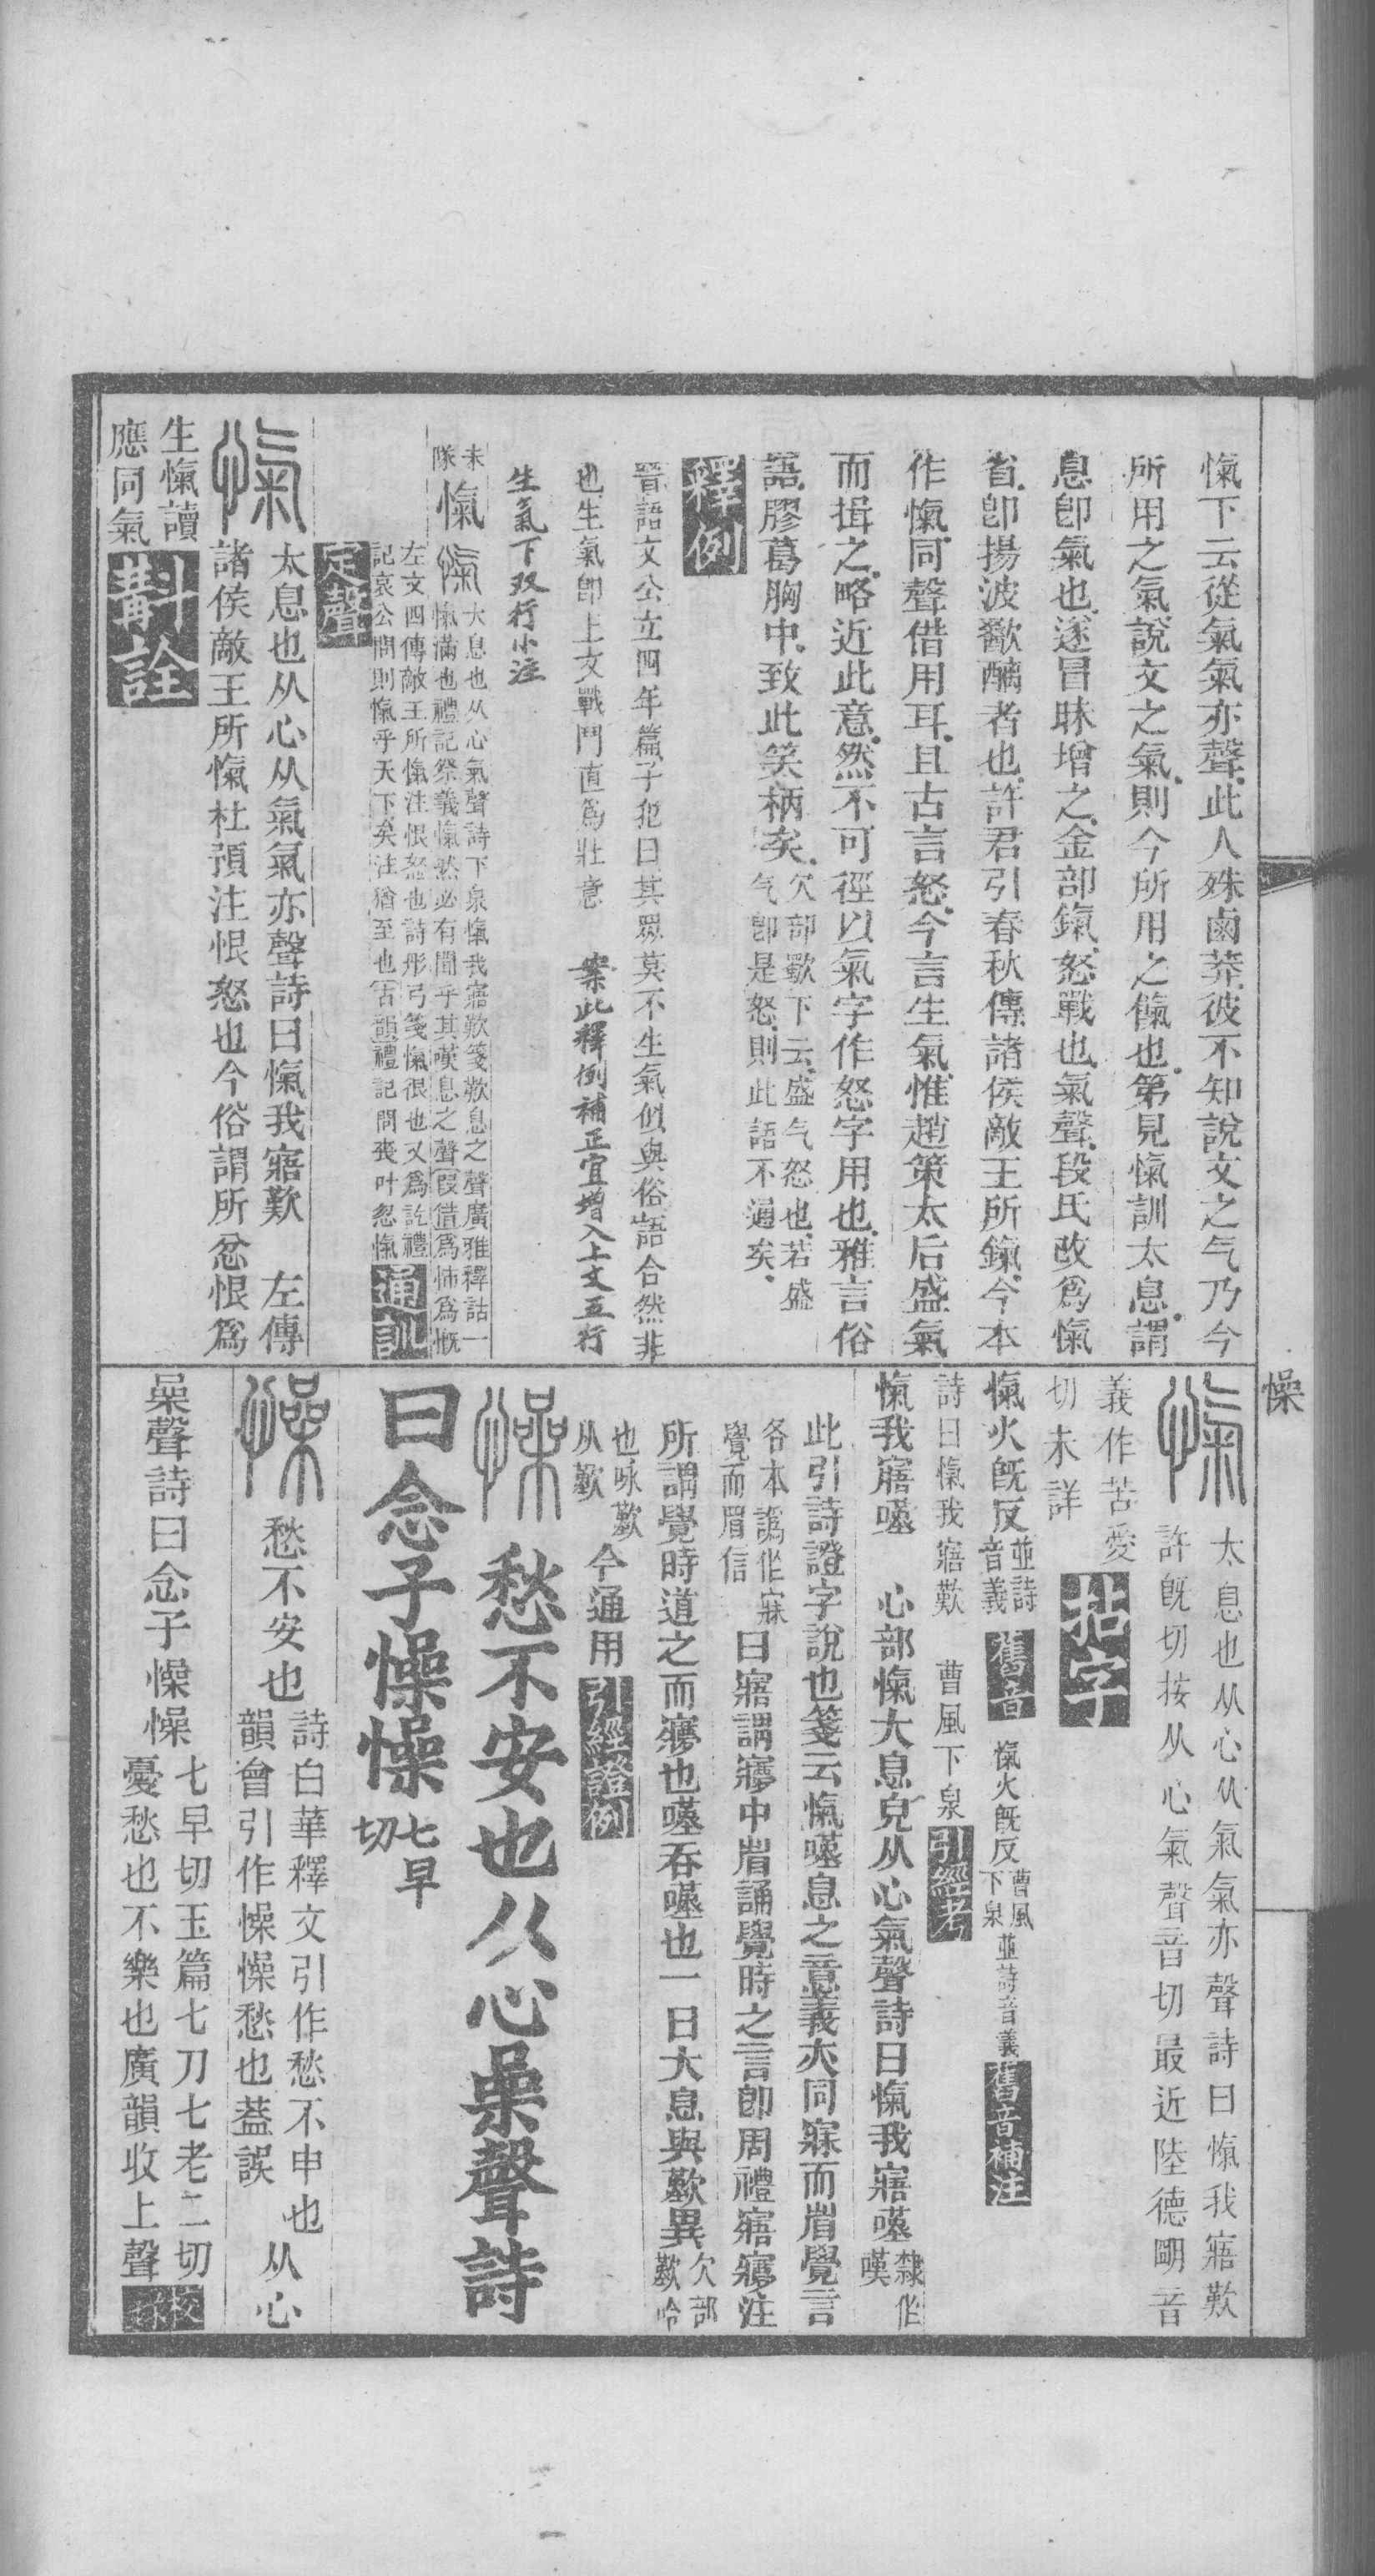 愾下云從氣氣亦聲此人殊鹵莽彼不知說文之气乃今
所用之氣說文之氣則今所用之餼也第見愾訓太息謂
息卽氣也遂冒昧增之金部鎎怒戰也氣聲段氏改爲愾
省卽揚波歠醨者也許君引春秋傳諸侯敵王所鎎今本
作愾同聲借用耳且古言怒今言生氣惟趙策太后盛氣
而揖之略近此意然不可徑以氣字作怒字用也雅言俗
語膠葛胸中致此笑柄矣
欠部歜下云盛气怒也若盛
气卽是怒則此語不通矣
釋例
晉語文公立四年篇子犯曰其眾莫不生氣似與俗語合然非
也生氣卽上文戰鬥直爲壯意　案此釋例補正宜增入上文五行
生氣下双行小注
未
隊
愾
愾
大息也从心氣聲詩下泉愾我寤歎箋歎息之聲廣雅釋詁一
愾滿也禮記祭義愾然必有聞乎其嘆息之聲叚借爲怖爲慨
左文四傳敵王所愾注恨怒也詩彤弓箋愾很也又爲訖禮
記哀公問則愾乎天下矣注猶至也古韻禮記問喪叶忽愾
通訓
定聲
愾
太息也从心从氣氣亦聲詩曰愾我寤歎　左傳
諸侯敵王所愾杜預注恨怒也今俗謂所忿恨爲
生愾讀
應同氣
斠詮
懆
愾
太息也从心从氣氣亦聲詩曰愾我寤歎
許旣切按从心氣聲音切最近陸德明音
義作苦愛
切未詳
拈字
愾火旣反
並詩
音義
舊音
愾火旣反
曹風
下泉
並詩音義
舊音補注
詩曰愾我寤歎　曹風下泉
引經考
愾我寤嘆　心部愾大息皃从心氣聲詩曰愾我寤嘆
隸作
嘆
此引詩證字說也箋云愾嘆息之意義大同寐而㫺覺言
各本譌作寐
覺而眉信
曰寤謂㝱中㫺誦覺時之言卽周禮寤㝱注
所謂覺時道之而㝱也嘆吞嘆也一曰大息與歎異
欠部
歎吟
也咏歎
从歎
今通用
引經證例
懆
愁不安也从心喿聲詩
曰念子懆懆
七早
切
懆
愁不安也
詩白華釋文引作愁不申也
韻會引作懆懆愁也葢誤
从心
喿聲詩曰念子懆懆
七早切玉篇七刀七老二切
憂愁也不樂也廣韻收上聲
校
錄